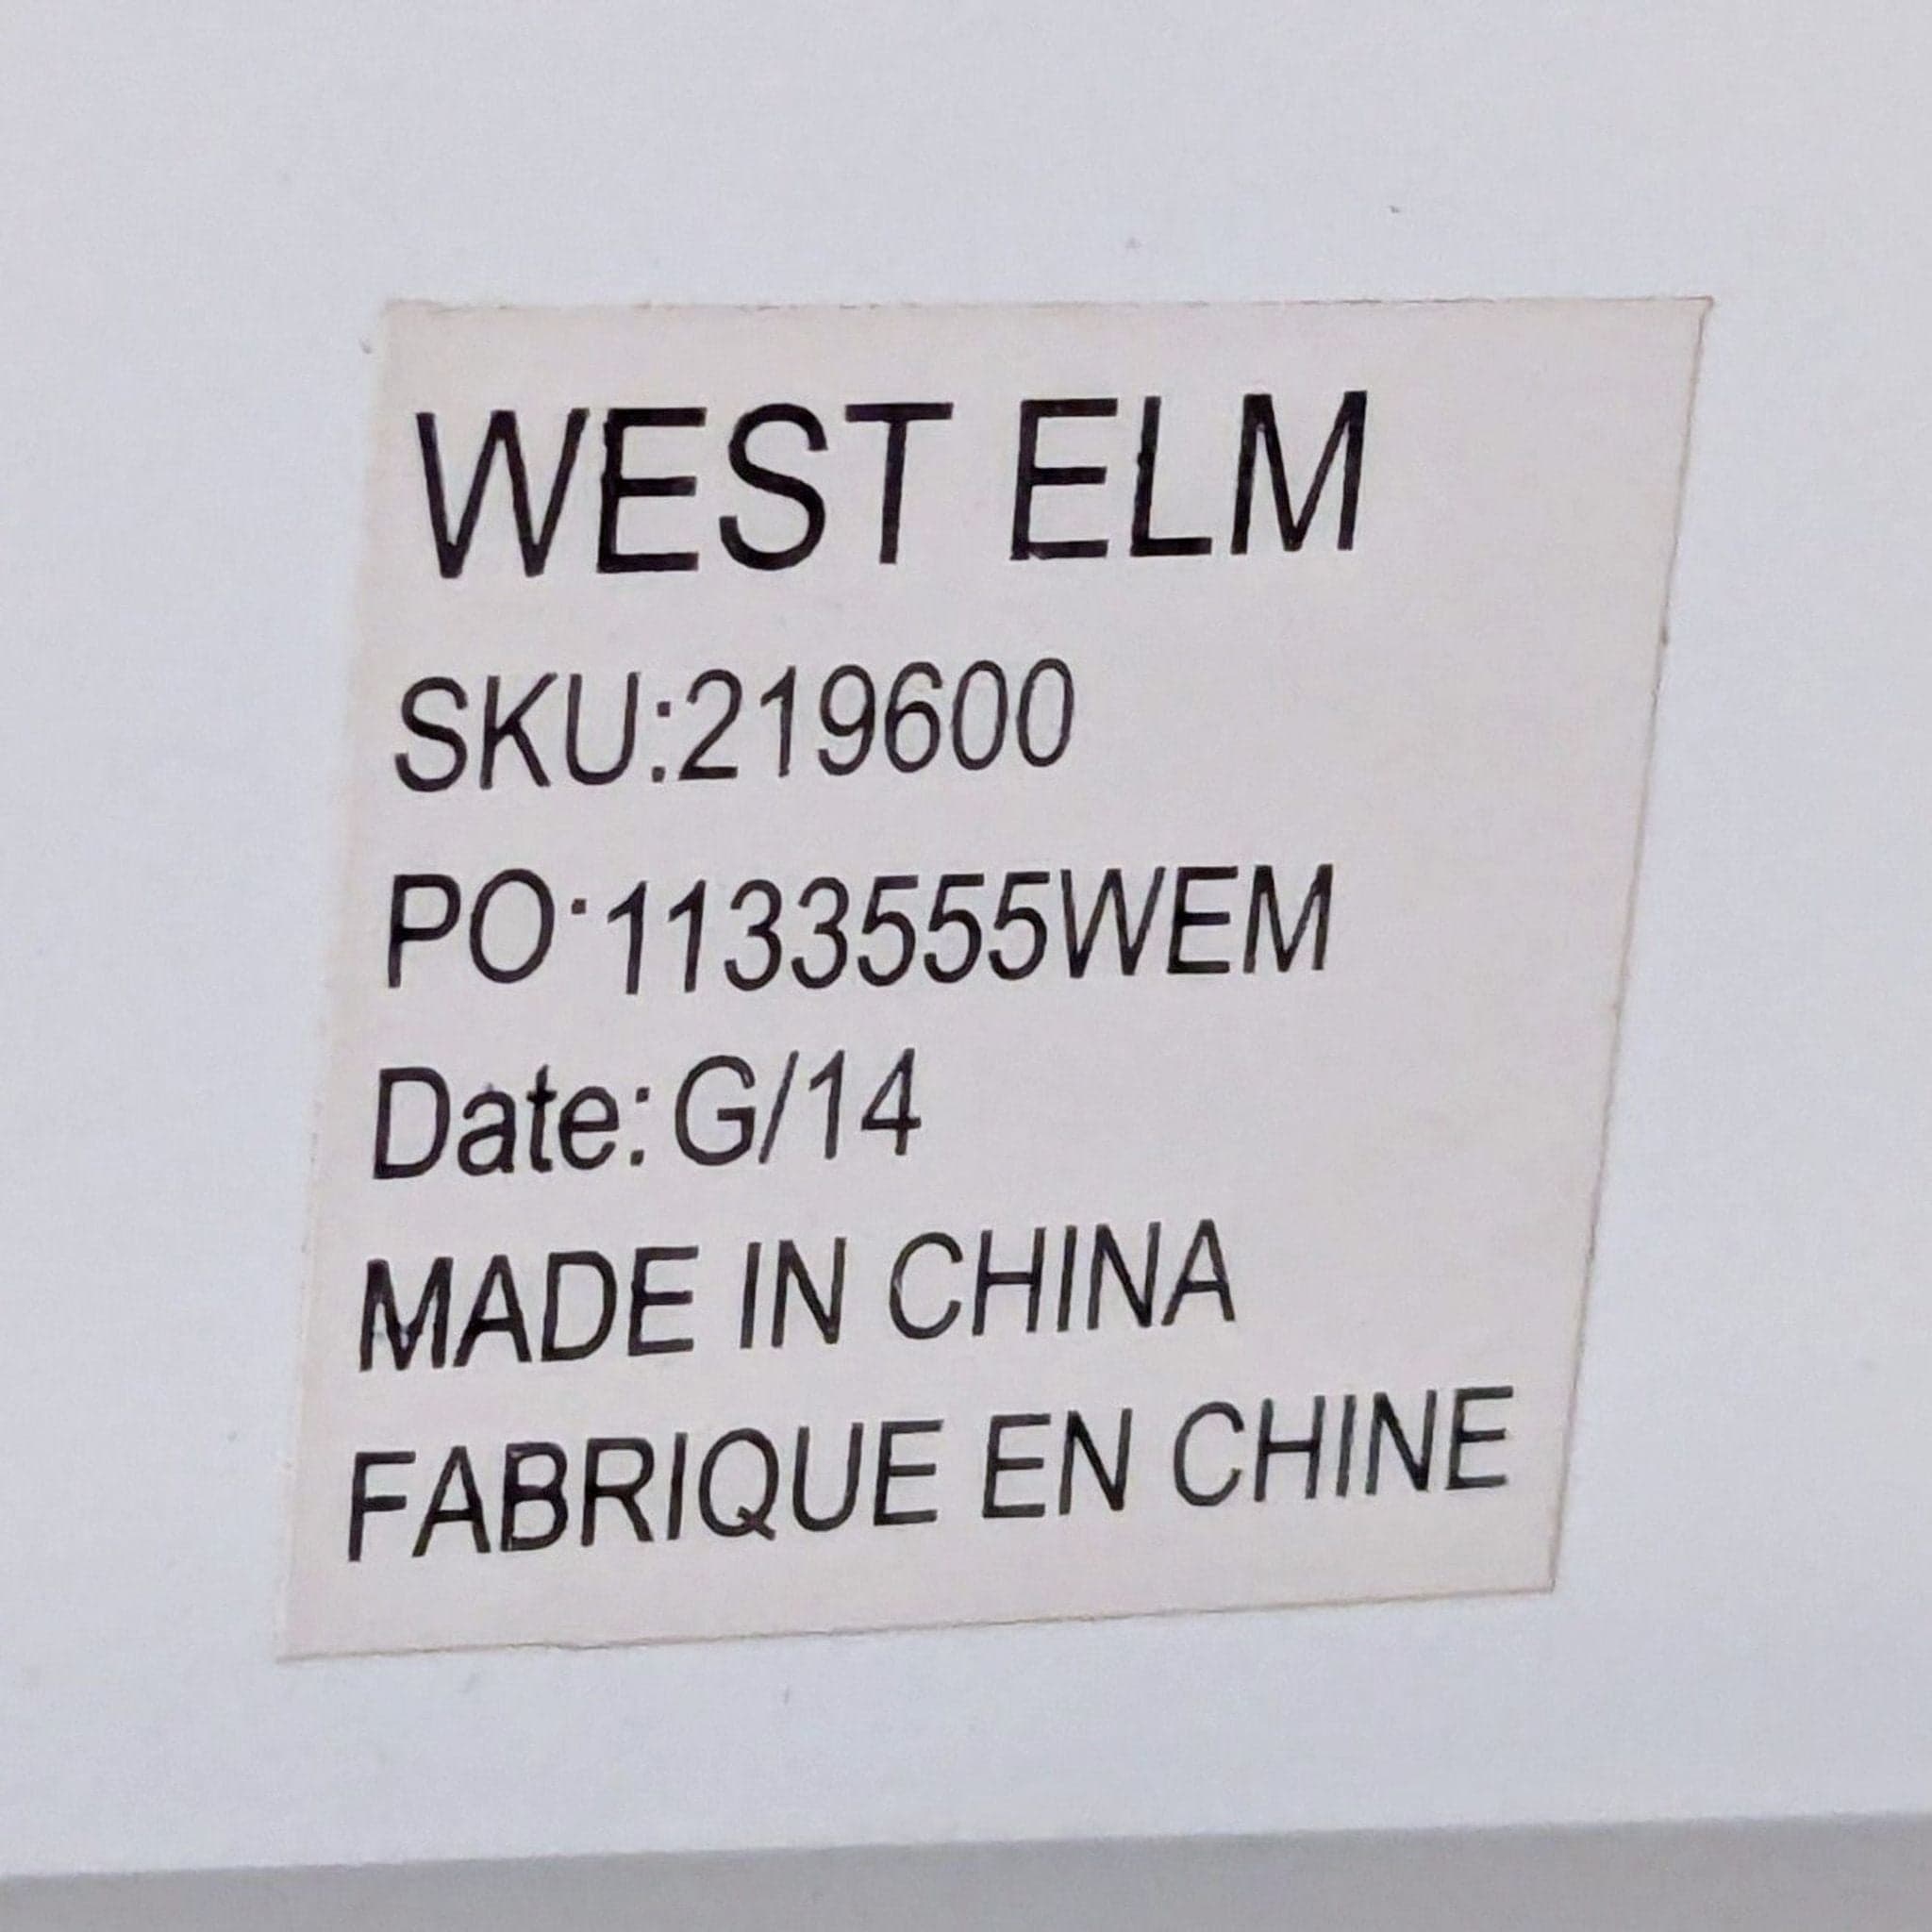 WEST ELM
SKU:219600
PO:1133555WEM
Date: G/14
MADE IN CHINA
FABRIQUE EN CHINE